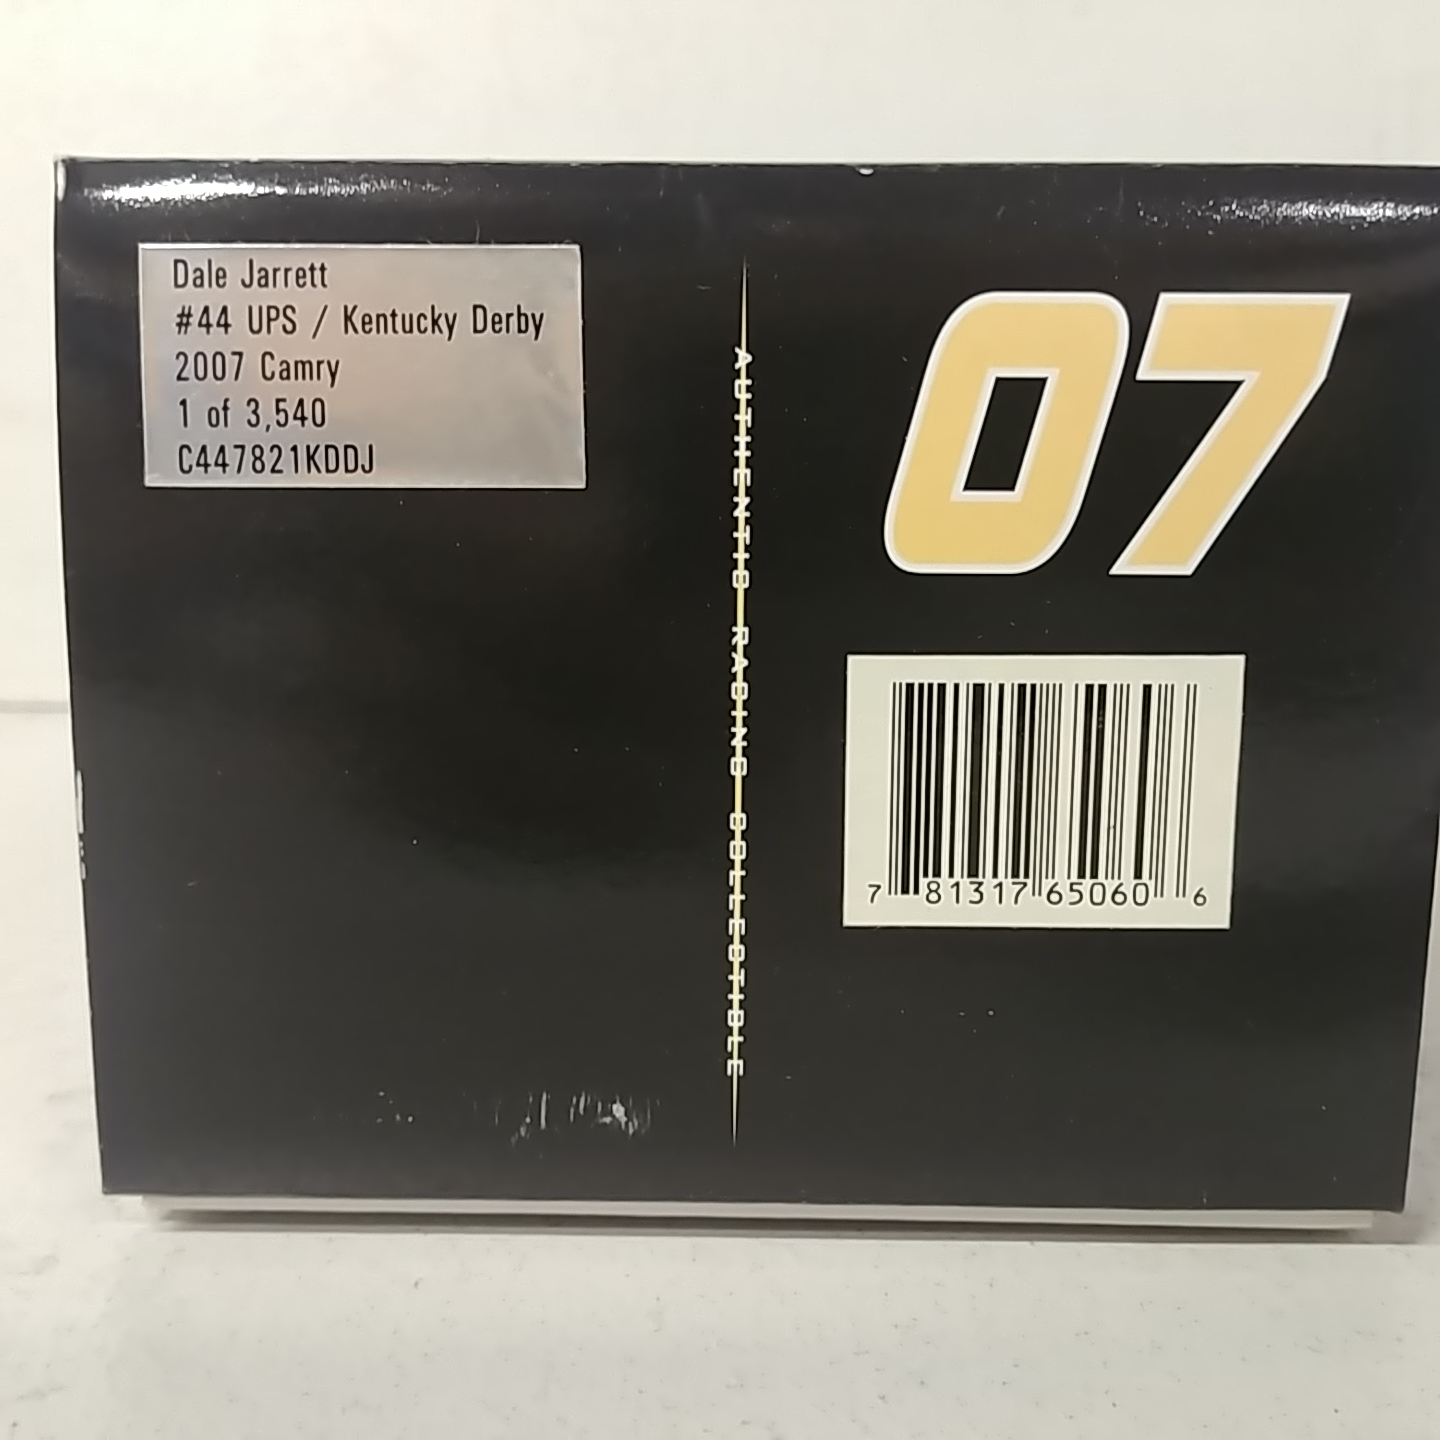 Dale Jarrett
#44 UPS / Kentucky Derby
2007 Camry
1 of 3,540
C447821KDDJ
AUTHENTIC RACING COLLECTIBLE
07
7 81317 65060 6